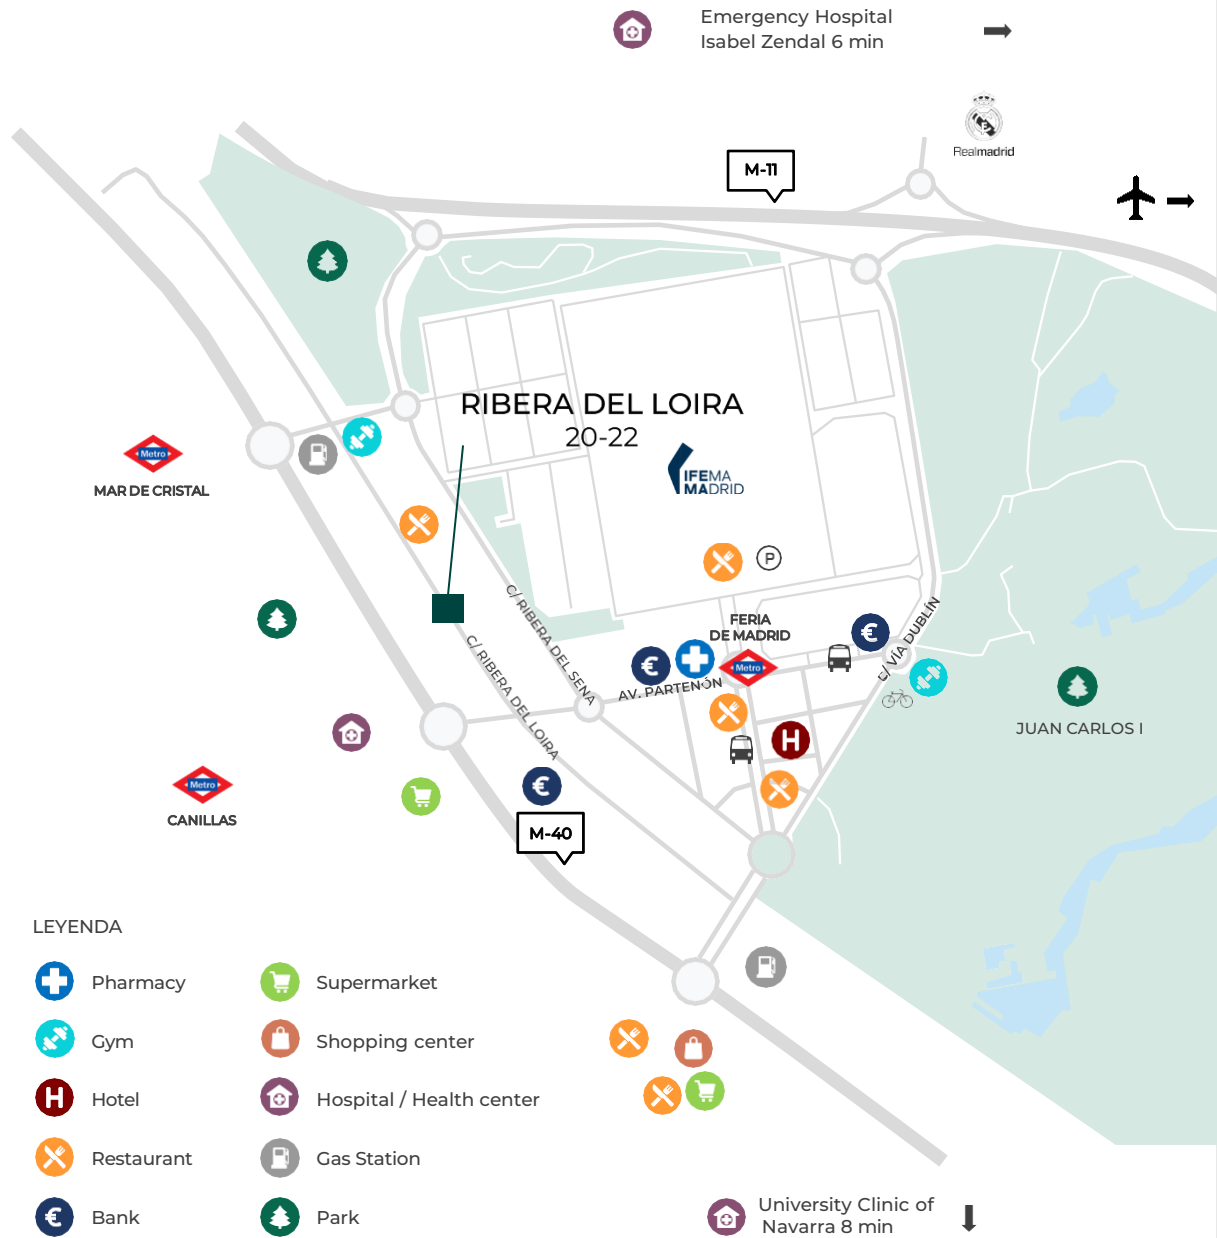 Emergency Hospital
Isabel Zendal 6 min
Realmadrid
M-11
RIBERA DEL LOIRA
20-22
IFEMA
MADRID
Metro
MAR DE CRISTAL
P
C/ RIBERA DEL SENA
C/ RIBERA DEL LOIRA
FERIA
DE MADRID
Metro
€
€
AV. PARTENÓN
C/ VÍA DUBLÍN
JUAN CARLOS I
H
Metro
CANILLAS
€
M-40
LEYENDA
Pharmacy
Supermarket
Gym
Shopping center
H Hotel
Hospital / Health center
Restaurant
Gas Station
€ Bank
Park
University Clinic of
Navarra 8 min